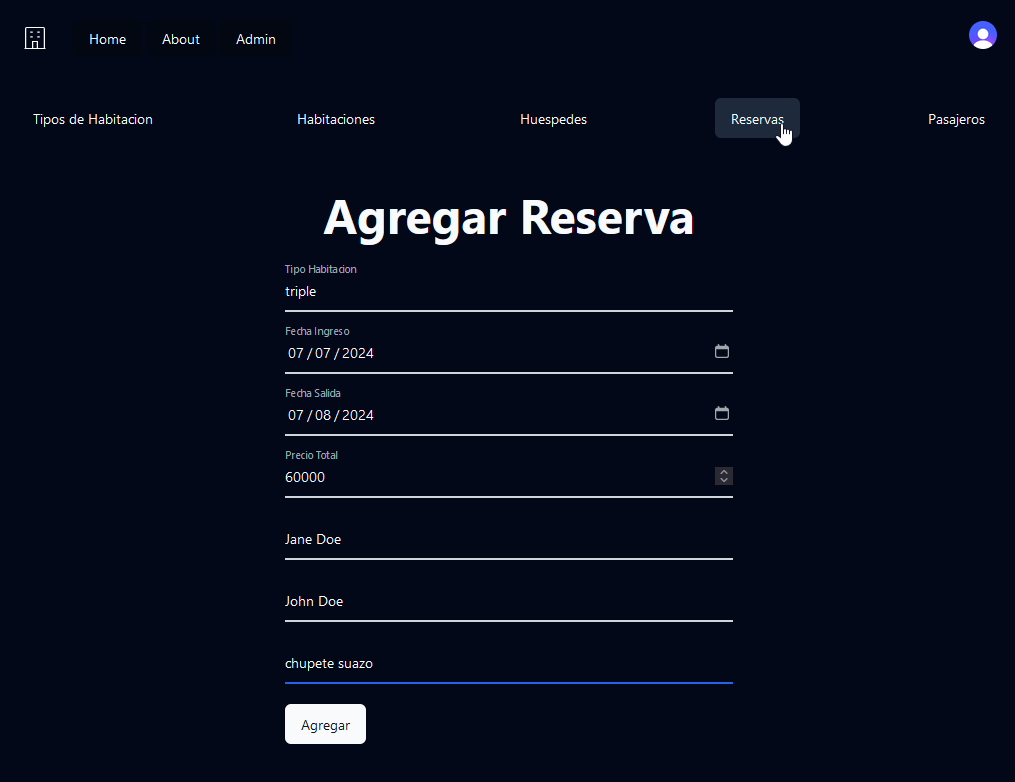 Home About Admin
Tipos de Habitacion Habitaciones Huespedes Reservas Pasajeros
Agregar Reserva
Tipo Habitacion
triple
Fecha Ingreso
07/07/2024
Fecha Salida
07/08/2024
Precio Total
60000
Jane Doe
John Doe
chupete suazo
Agregar